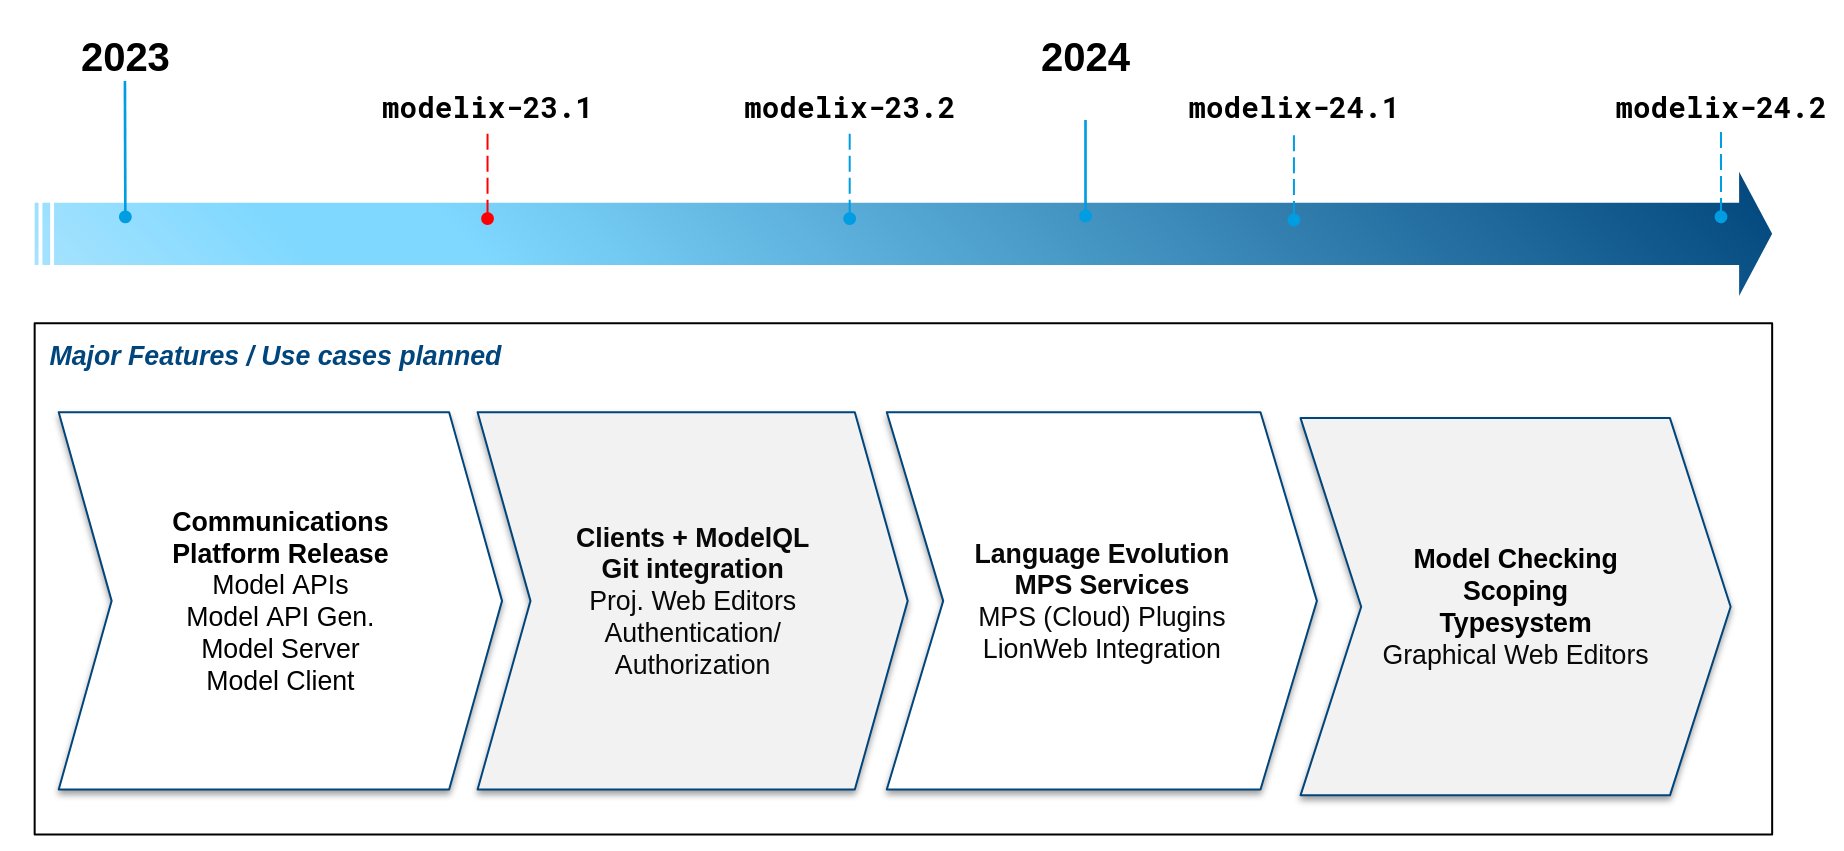 2023
2024
modelix-23.1
modelix-23.2
modelix-24.1
modelix-24.2
Major Features / Use cases planned
Communications
Platform Release
Model APIs
Model API Gen.
Model Server
Model Client
Clients + ModelQL
Git integration
Proj. Web Editors
Authentication/
Authorization
Language Evolution
MPS Services
MPS (Cloud) Plugins
LionWeb Integration
Model Checking
Scoping
Typesystem
Graphical Web Editors